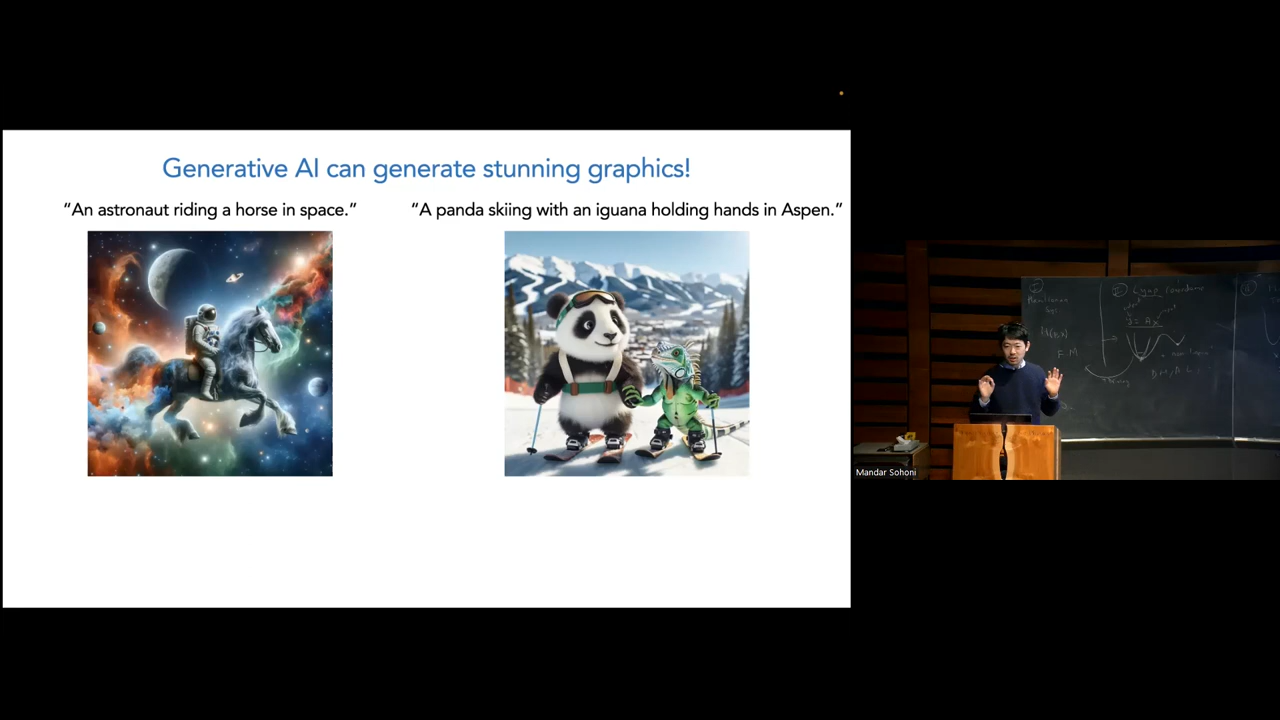 Generative AI can generate stunning graphics!
“An astronaut riding a horse in space.”
“A panda skiing with an iguana holding hands in Aspen.”
Mandar Sohoni